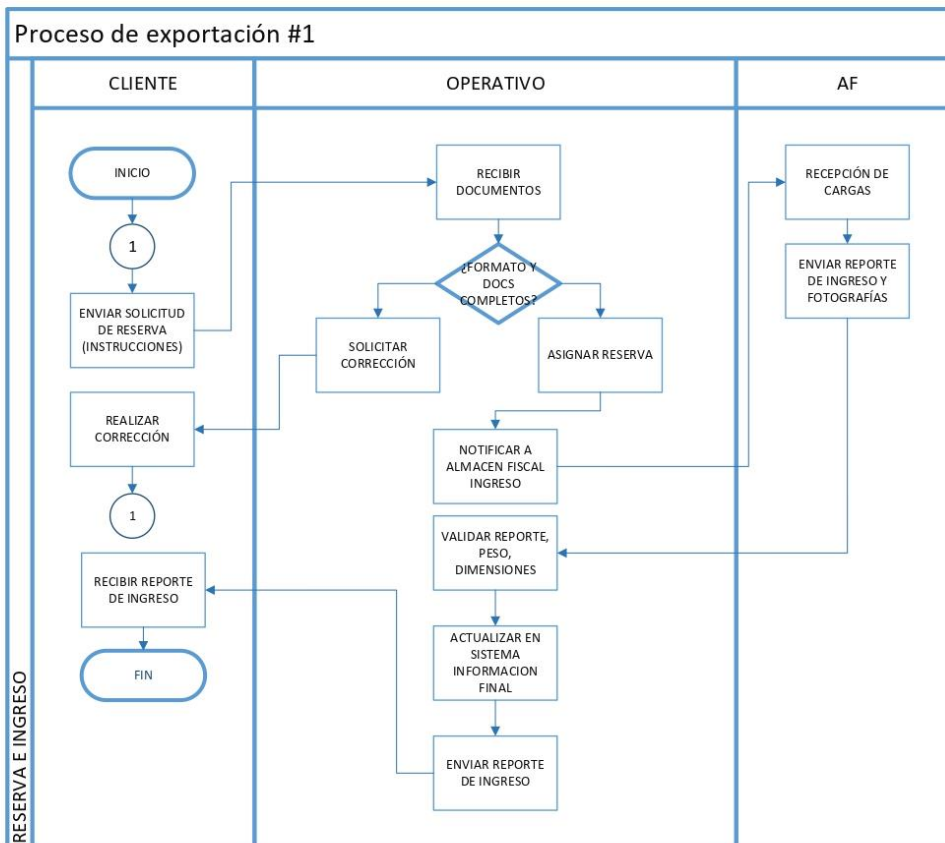 Proceso de exportación #1
CLIENTE
OPERATIVO
AF
RESERVA E INGRESO
INICIO
1
ENVIAR SOLICITUD
DE RESERVA
(INSTRUCCIONES)
RECIBIR
DOCUMENTOS
¿FORMATO Y
DOCS
COMPLETOS?
SOLICITAR
CORRECCIÓN
ASIGNAR RESERVA
REALIZAR
CORRECCIÓN
1
NOTIFICAR A
ALMACEN FISCAL
INGRESO
RECEPCIÓN DE
CARGAS
ENVIAR REPORTE
DE INGRESO Y
FOTOGRAFÍAS
VALIDAR REPORTE,
PESO,
DIMENSIONES
ACTUALIZAR EN
SISTEMA
INFORMACION
FINAL
ENVIAR REPORTE
DE INGRESO
RECIBIR REPORTE
DE INGRESO
FIN